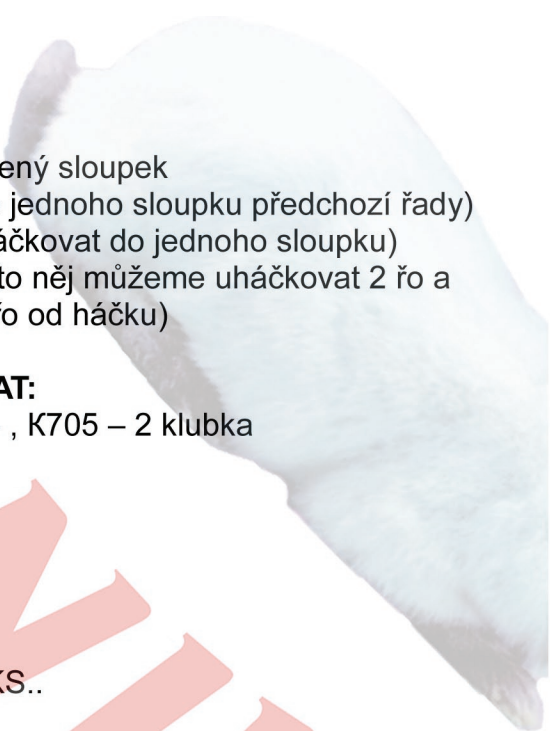 ený sloupek
jednoho sloupku předchozí řady)
áčkovat do jednoho sloupku)
to něj můžeme uháčkovat 2 řo a
řo od háčku)
AT:
, K705 – 2 klubka
KS..
NI